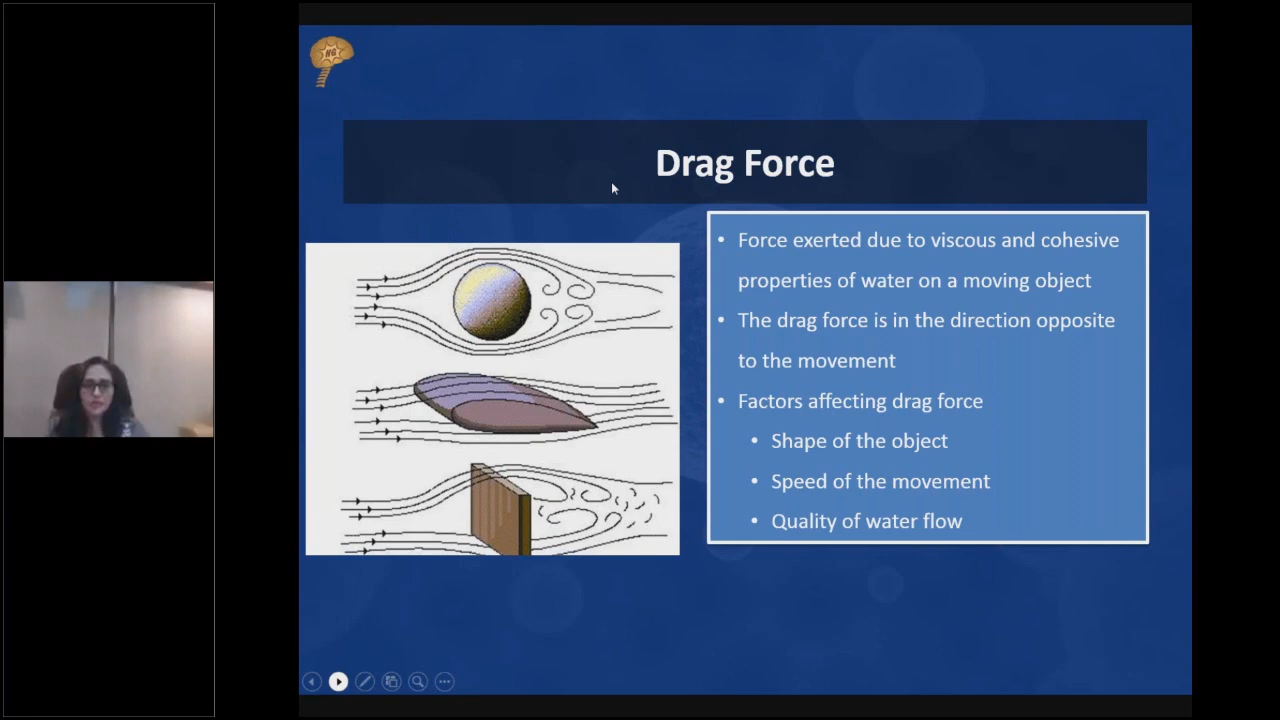 NG
Drag Force
• Force exerted due to viscous and cohesive
properties of water on a moving object
• The drag force is in the direction opposite
to the movement
• Factors affecting drag force
• Shape of the object
• Speed of the movement
• Quality of water flow